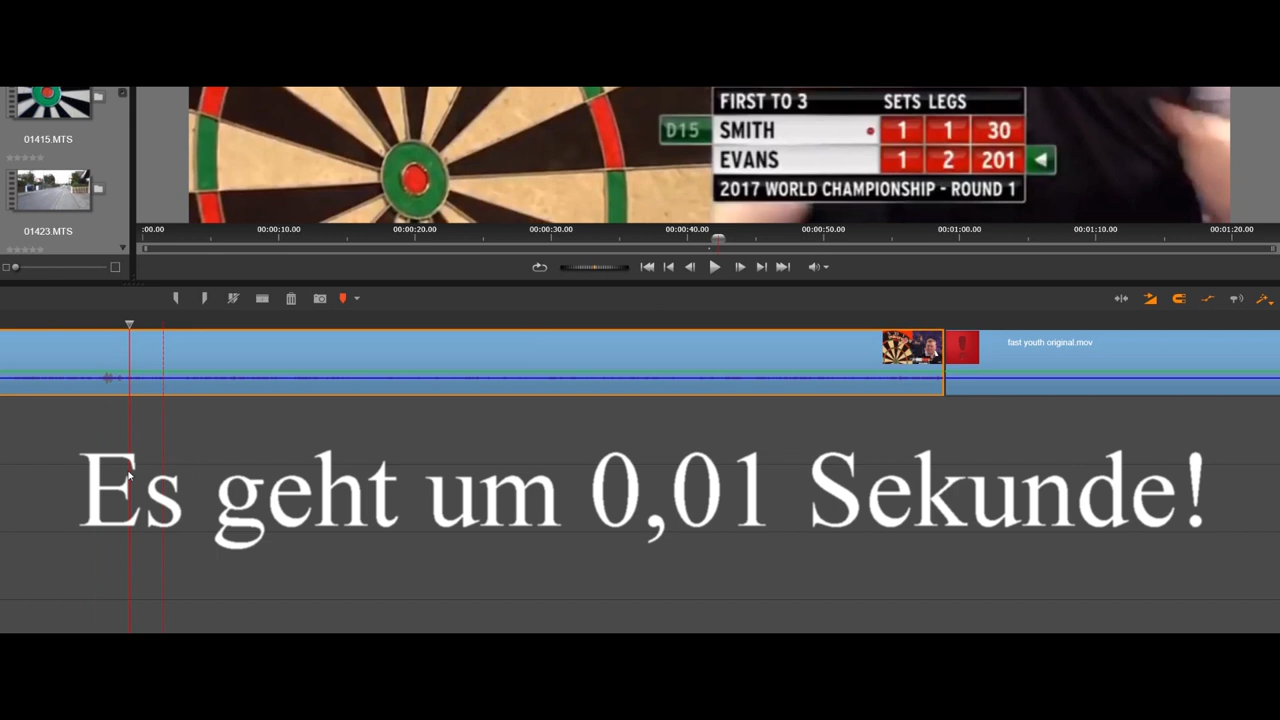 FIRST TO 3 SETS LEGS
D15 SMITH 1 1 30
EVANS 1 2 201
2017 WORLD CHAMPIONSHIP - ROUND 1
01415.MTS
01423.MTS
:00.00 00:00:10.00 00:00:20.00 00:00:30.00 00:00:40.00 00:00:50.00 00:01:00.00 00:01:10.00 00:01:20.00
fast youth original.mov
Es geht um 0,01 Sekunde!